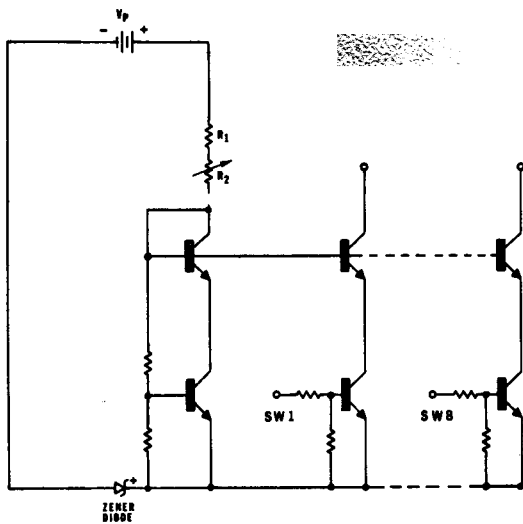 Vp
- +
R1
R2
SW1
SW8
+
ZENER
DIODE